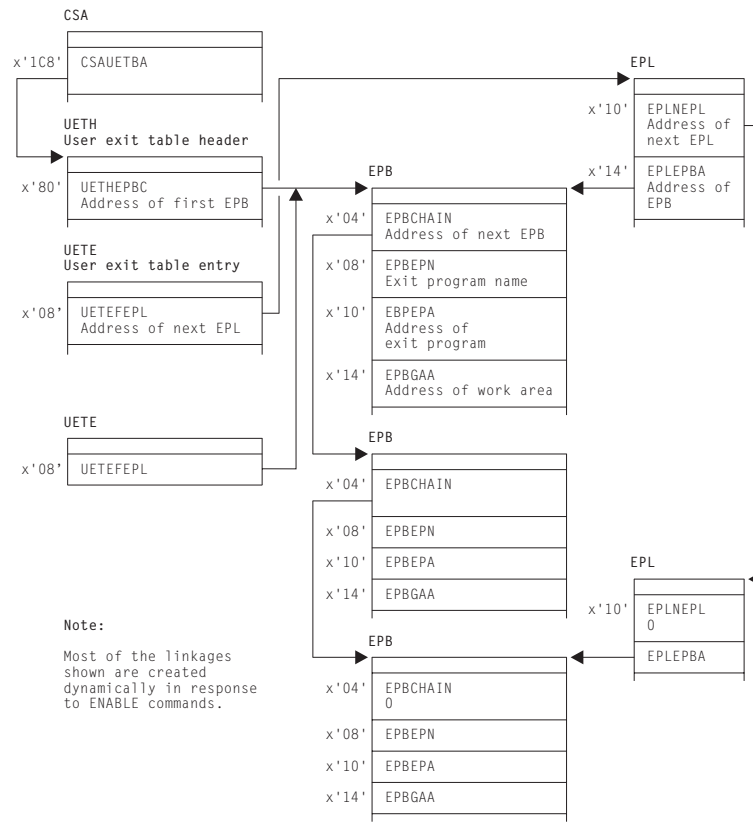 CSA
x'1C8'
CSAUETBA
UETH
User exit table header
x'80'
UETHEPBC
Address of first EPB
UETE
User exit table entry
x'08'
UETEFEPL
Address of next EPL
UETE
x'08’
UETEFEPL
Note:
Most of the linkages
shown are created
dynamically in response
to ENABLE commands.
EPB
x'04'
EPBCHAIN
Address of next EPB
x'08'
EPBEPN
Exit program name
x'10'
EBPEPA
Address of
exit program
x'14'
EPBGAA
Address of work area
EPB
x'04'
EPBCHAIN
x'08'
EPBEPN
x'10'
EPBEPA
x'14'
EPBGAA
EPB
x'04'
EPBCHAIN
0
x'08'
EPBEPN
x'10'
EPBEPA
x'14'
EPBGAA
EPL
x'10'
EPLNEPL
Address of
next EPL
x'14'
EPLEPBA
Address of
EPB
EPL
x'10'
EPLNEPL
0
EPLEPBA